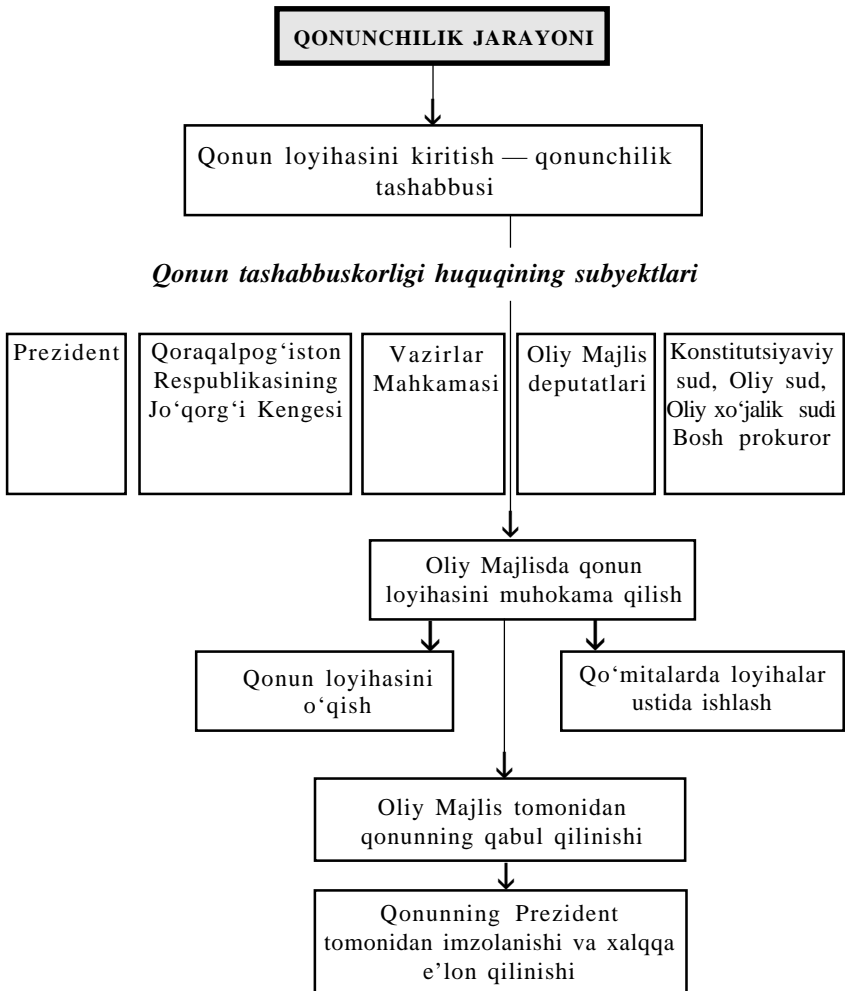 QONUNCHILIK JARAYONI
Qonun loyihasini kiritish — qonunchilik
tashabbusi
Qonun tashabbuskorligi huquqining subyektlari
Prezident
Qoraqalpog‘iston
Respublikasining
Jo‘qorg‘i Kengesi
Vazirlar
Mahkamasi
Oliy Majlis
deputatlari
Konstitutsiyaviy
sud, Oliy sud,
Oliy xo‘jalik sudi
Bosh prokuror
Oliy Majlisda qonun
loyihasini muhokama qilish
Qonun loyihasini
o‘qish
Qo‘mitalarda loyihalar
ustida ishlash
Oliy Majlis tomonidan
qonunning qabul qilinishi
Qonunning Prezident
tomonidan imzolanishi va xalqqa
e’lon qilinishi